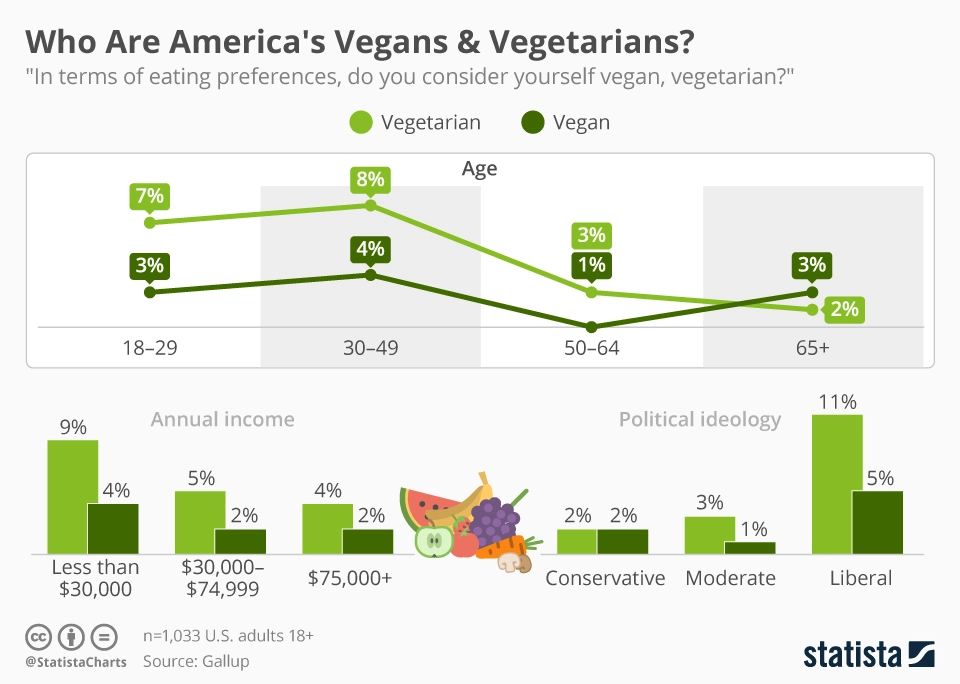 Who Are America's Vegans & Vegetarians?
"In terms of eating preferences, do you consider yourself vegan, vegetarian?"
Vegetarian Vegan
Age
7% 8% 3% 2%
3% 4% 1% 3%
18–29 30–49 50–64 65+
Annual income
9% 4% 5% 2% 4% 2%
Less than
$30,000
$30,000–
$74,999
$75,000+
Political ideology
2% 2% 3% 1% 11% 5%
Conservative Moderate Liberal
cc
@StatistaCharts
n=1,033 U.S. adults 18+
Source: Gallup
statista